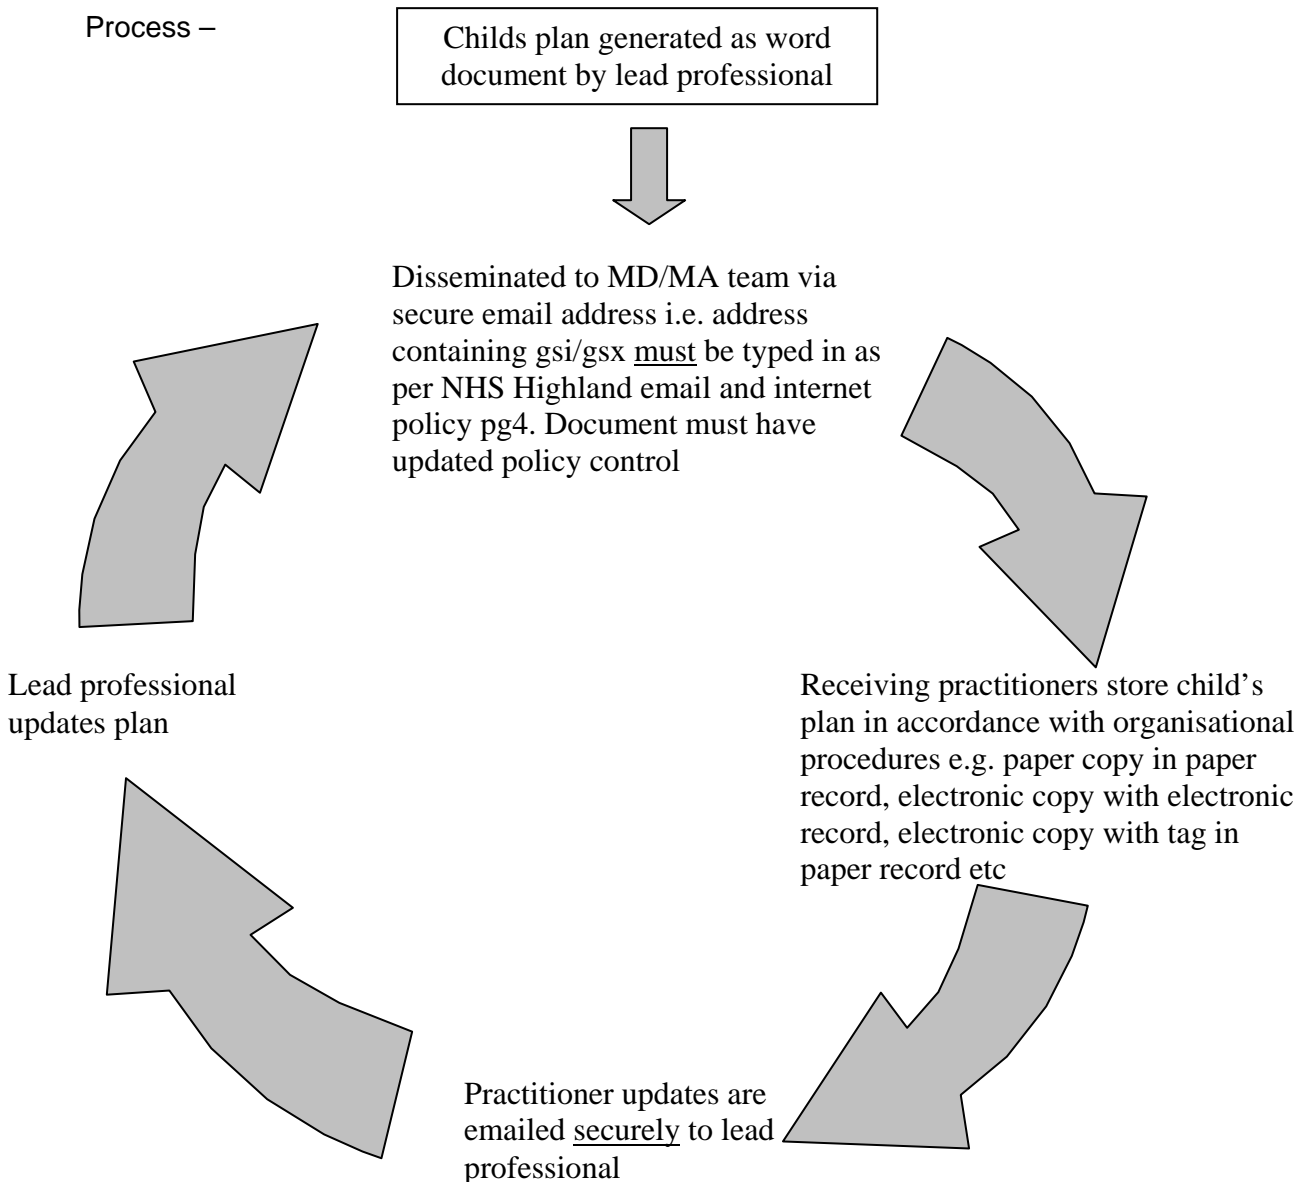 Process –
Childs plan generated as word
document by lead professional
Disseminated to MD/MA team via
secure email address i.e. address
containing gsi/gsx must be typed in as
per NHS Highland email and internet
policy pg4. Document must have
updated policy control
Lead professional
updates plan
Receiving practitioners store child’s
plan in accordance with organisational
procedures e.g. paper copy in paper
record, electronic copy with electronic
record, electronic copy with tag in
paper record etc
Practitioner updates are
emailed securely to lead
professional